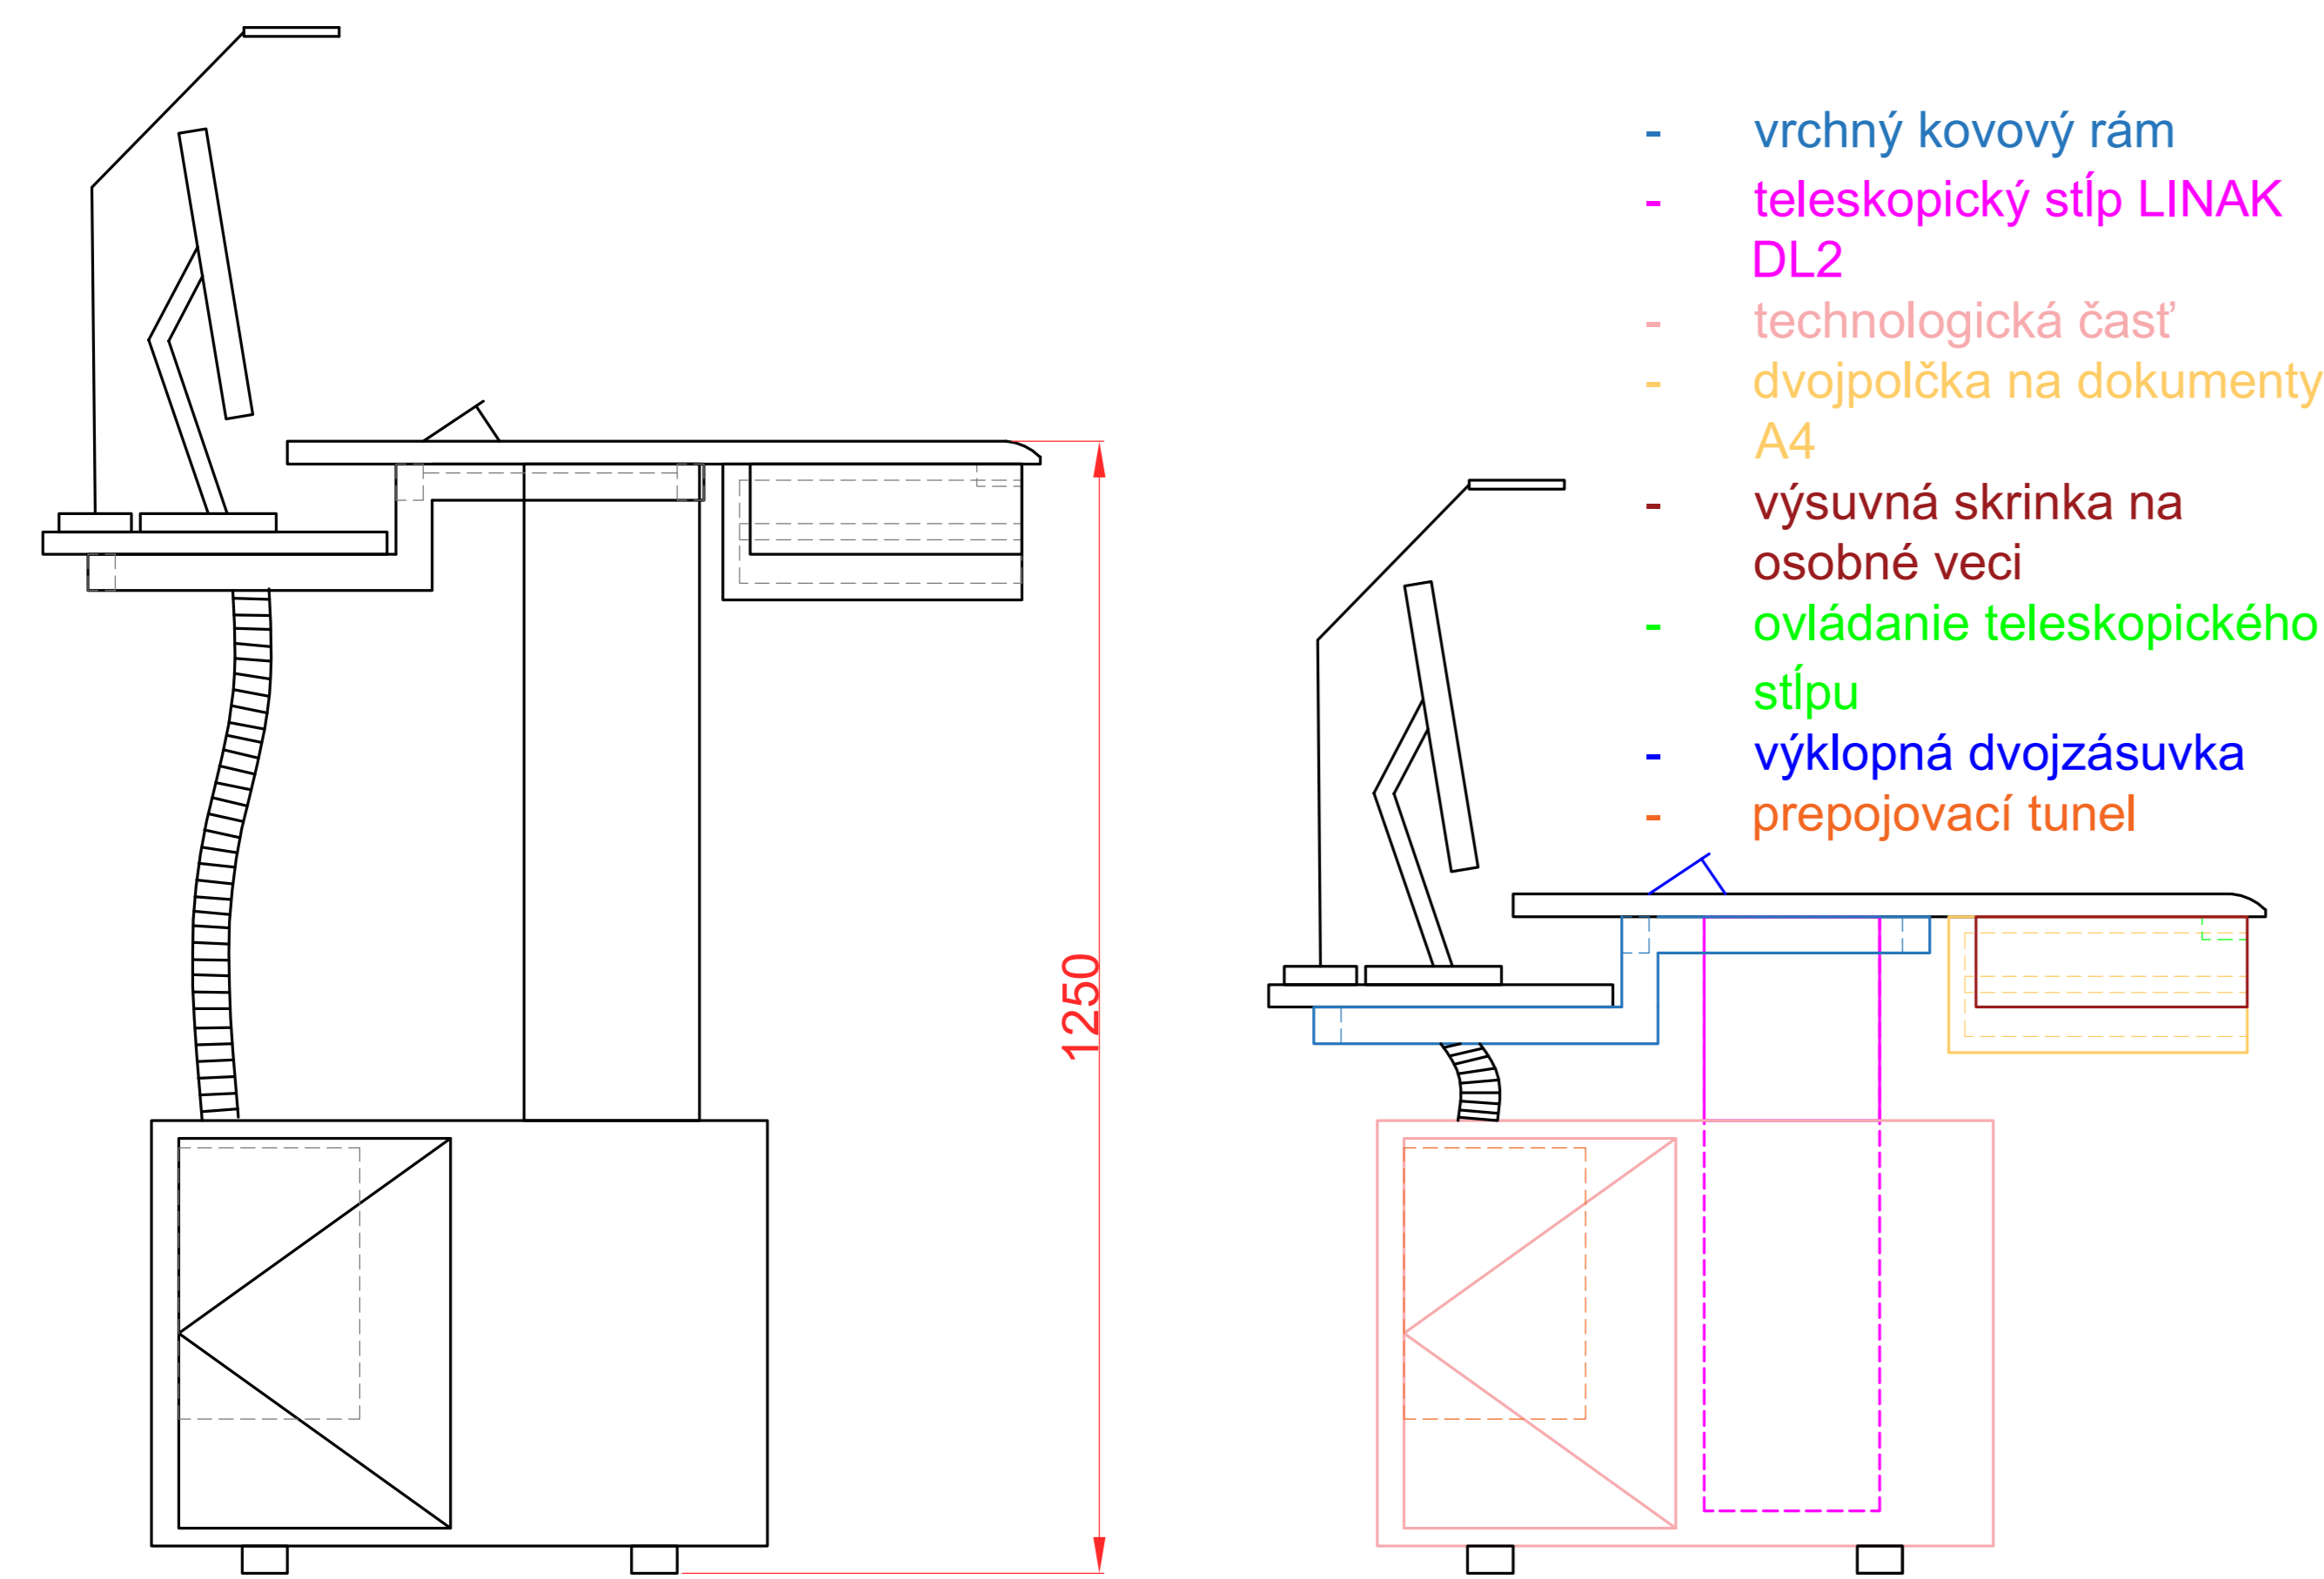 - vrchný kovový rám
- teleskopický stĺp LINAK
DL2
- technologická časť
- dvojpolčka na dokumenty
A4
- výsuvná skrinka na
osobné veci
- ovládanie teleskopického
stĺpu
- výklopná dvojzásuvka
- prepojovací tunel
1250